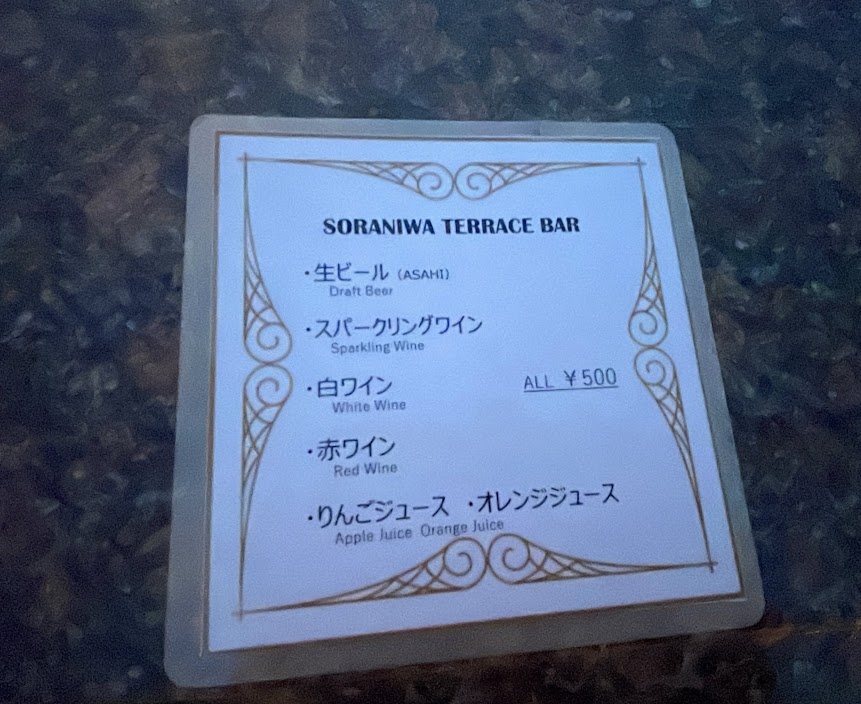 SORANIWA TERRACE BAR
・生ビール（ASAHI）
Draft Beer
・スパークリングワイン
Sparkling Wine
・白ワイン
White Wine
ALL ￥500
・赤ワイン
Red Wine
・りんごジュース ・オレンジジュース
Apple Juice Orange Juice